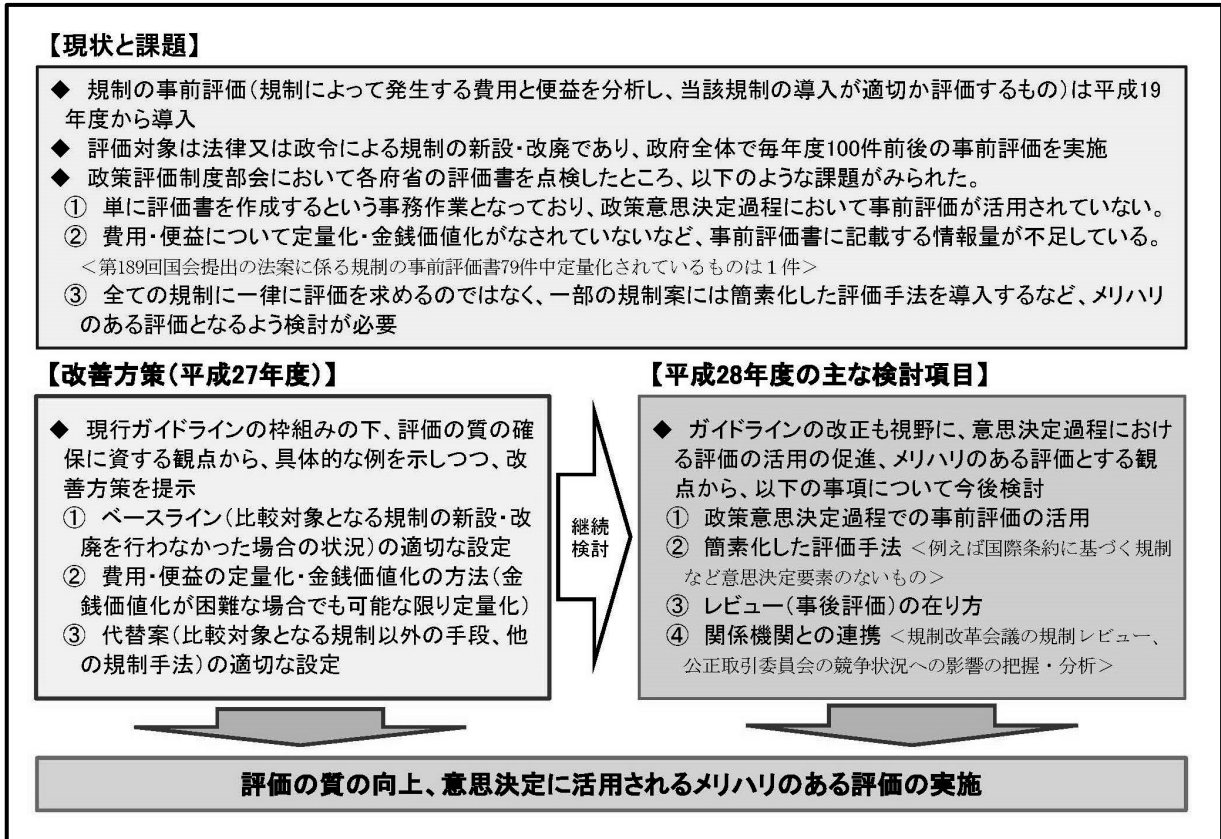 【現状と課題】
◆ 規制の事前評価(規制によって発生する費用と便益を分析し、当該規制の導入が適切か評価するもの)は平成19
年度から導入
◆ 評価対象は法律又は政令による規制の新設・改廃であり、政府全体で毎年度100件前後の事前評価を実施
◆ 政策評価制度部会において各府省の評価書を点検したところ、以下のような課題がみられた。
① 単に評価書を作成するという事務作業となっており、政策意思決定過程において事前評価が活用されていない。
② 費用・便益について定量化・金銭価値化がなされていないなど、事前評価書に記載する情報量が不足している。
＜第189回国会提出の法案に係る規制の事前評価書79件中定量化されているものは１件＞
③ 全ての規制に一律に評価を求めるのではなく、一部の規制案には簡素化した評価手法を導入するなど、メリハリ
のある評価となるよう検討が必要
【改善方策(平成27年度)】
◆ 現行ガイドラインの枠組みの下、評価の質の確
保に資する観点から、具体的な例を示しつつ、改
善方策を提示
① ベースライン(比較対象となる規制の新設・改
廃を行わなかった場合の状況)の適切な設定
② 費用・便益の定量化・金銭価値化の方法(金
銭価値化が困難な場合でも可能な限り定量化)
③ 代替案(比較対象となる規制以外の手段、他
の規制手法)の適切な設定
継続
検討
【平成28年度の主な検討項目】
◆ ガイドラインの改正も視野に、意思決定過程におけ
る評価の活用の促進、メリハリのある評価とする観
点から、以下の事項について今後検討
① 政策意思決定過程での事前評価の活用
② 簡素化した評価手法 ＜例えば国際条約に基づく規制
など意思決定要素のないもの＞
③ レビュー(事後評価)の在り方
④ 関係機関との連携 ＜規制改革会議の規制レビュー、
公正取引委員会の競争状況への影響の把握・分析＞
評価の質の向上、意思決定に活用されるメリハリのある評価の実施